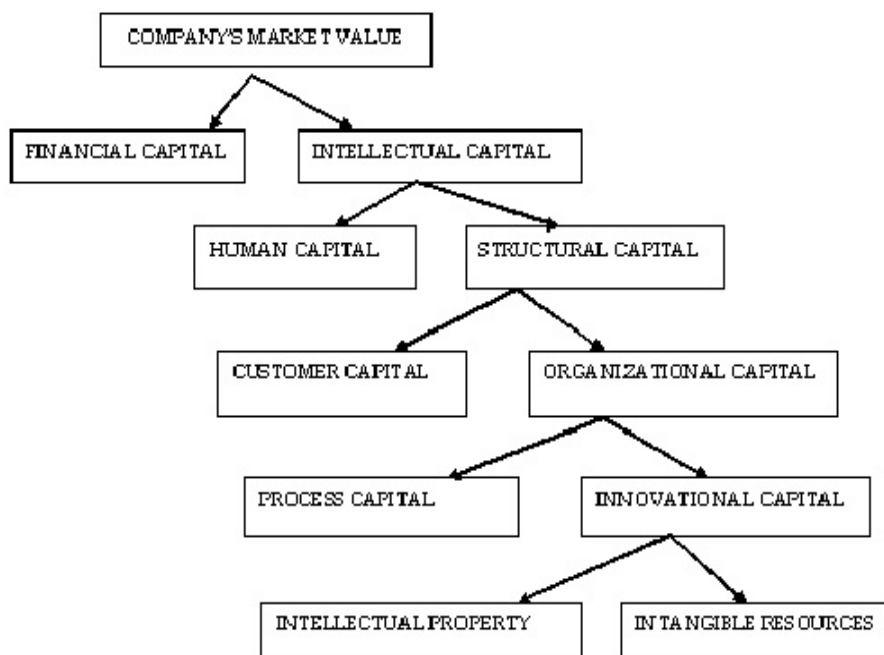 COMPANY'S MARKET VALUE
FINANCIAL CAPITAL
INTELLECTUAL CAPITAL
HUMAN CAPITAL
STRUCTURAL CAPITAL
CUSTOMER CAPITAL
ORGANIZATIONAL CAPITAL
PROCESS CAPITAL
INNOVATIONAL CAPITAL
INTELLECTUAL PROPERTY
INTANGIBLE RESOURCES